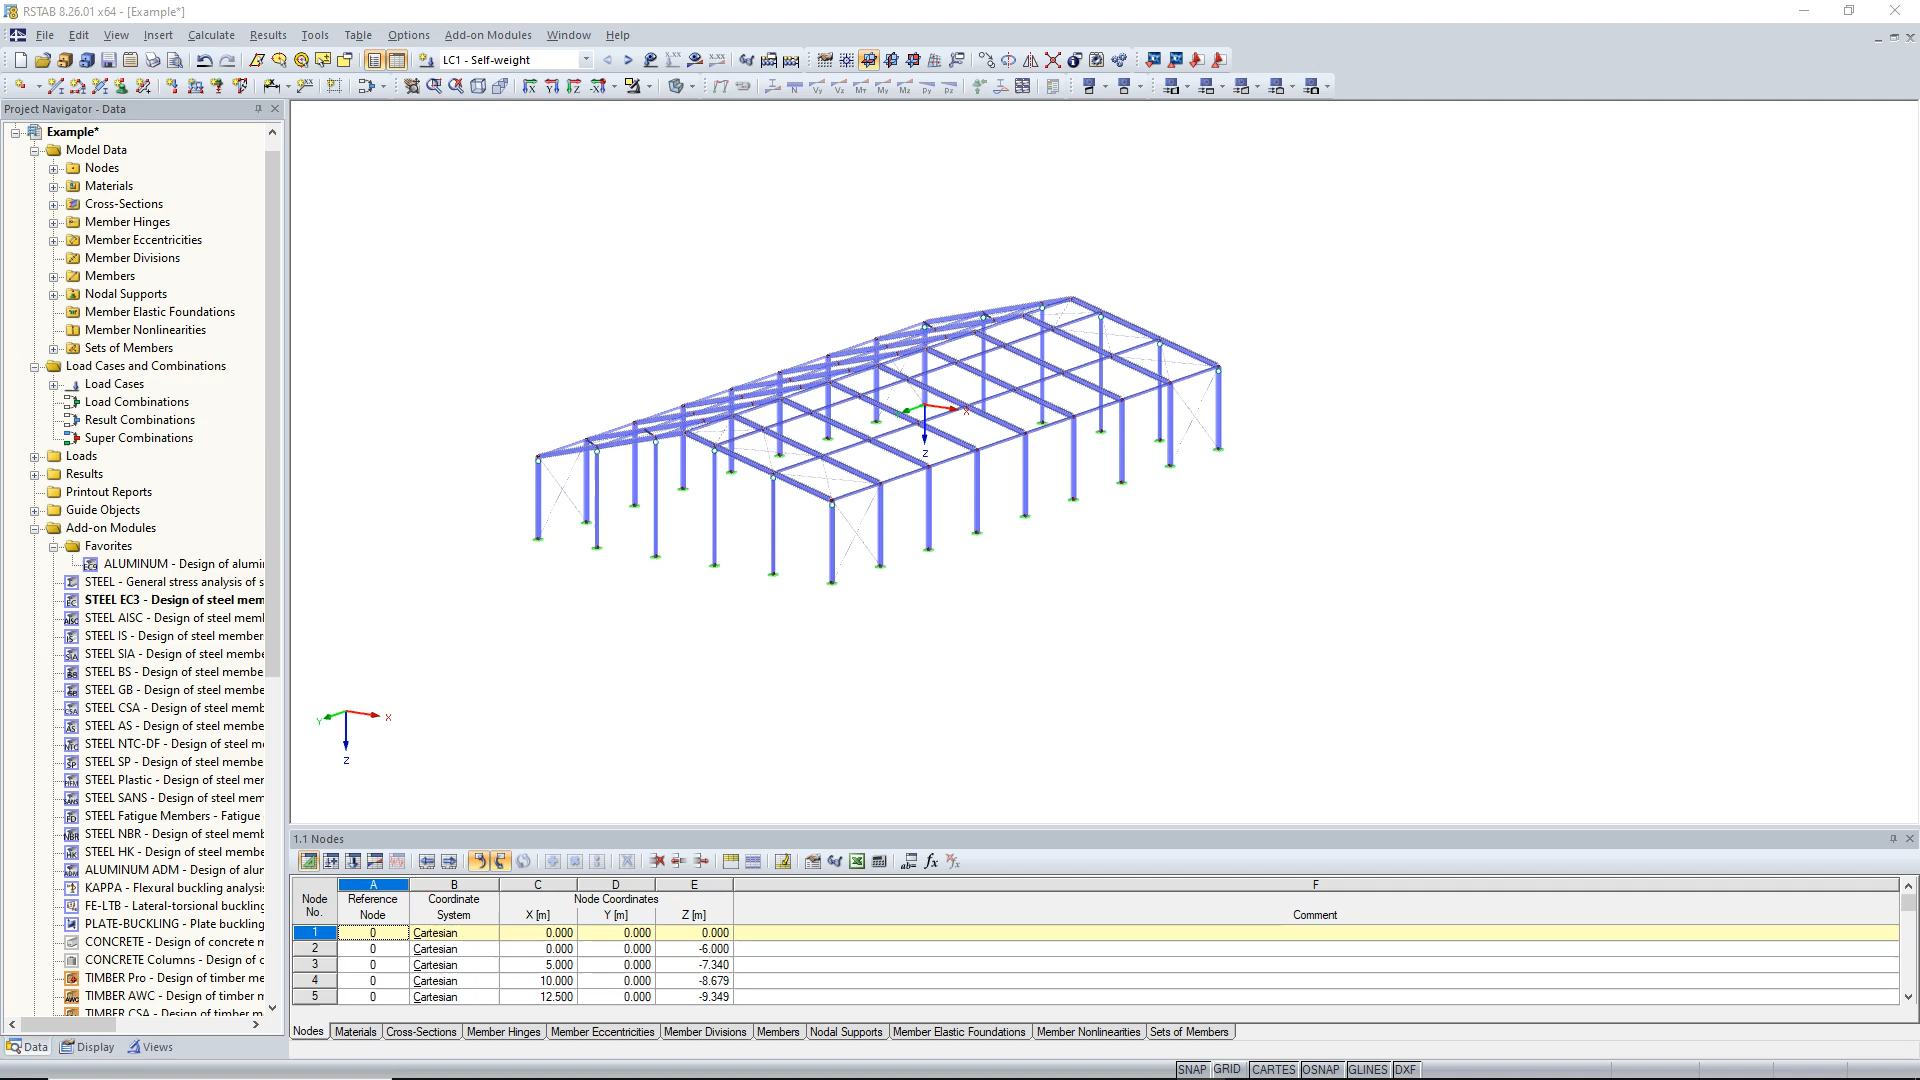 RSTAB 8.26.01 x64 - [Example*]
File Edit View Insert Calculate Results Tools Table Options Add-on Modules Window Help
LC1 - Self-weight
Project Navigator - Data
Example*
Model Data
Nodes
Materials
Cross-Sections
Member Hinges
Member Eccentricities
Member Divisions
Members
Nodal Supports
Member Elastic Foundations
Member Nonlinearities
Sets of Members
Load Cases and Combinations
Load Cases
Load Combinations
Result Combinations
Super Combinations
Loads
Results
Printout Reports
Guide Objects
Add-on Modules
Favorites
ALUMINUM - Design of alumi
STEEL - General stress analysis of s
STEEL EC3 - Design of steel mem
STEEL AISC - Design of steel meml
STEEL IS - Design of steel member
STEEL SIA - Design of steel membe
STEEL BS - Design of steel membe
STEEL GB - Design of steel membe
STEEL CSA - Design of steel memb
STEEL AS - Design of steel membe
STEEL NTC-DF - Design of steel m
STEEL SP - Design of steel membe
STEEL Plastic - Design of steel mer
STEEL SANS - Design of steel mem
STEEL Fatigue Members - Fatigue
STEEL NBR - Design of steel memb
STEEL HK - Design of steel membe
ALUMINUM ADM - Design of alur
KAPPA - Flexural buckling analysis
FE-LTB - Lateral-torsional buckling
PLATE-BUCKLING - Plate buckling
CONCRETE - Design of concrete m
CONCRETE Columns - Design of c
TIMBER Pro - Design of timber me
TIMBER AWC - Design of timber m
TIMBER CSA - Design of timber m
Data Display Views
X
Z
Y X
Z
1.1 Nodes
A B C D E F
Node Reference Coordinate Node Coordinates
No. Node System X [m] Y [m] Z [m] Comment
1 0 Cartesian 0.000 0.000 0.000
2 0 Cartesian 0.000 0.000 -6.000
3 0 Cartesian 5.000 0.000 -7.340
4 0 Cartesian 10.000 0.000 -8.679
5 0 Cartesian 12.500 0.000 -9.349
Nodes Materials Cross-Sections Member Hinges Member Eccentricities Member Divisions Members Nodal Supports Member Elastic Foundations Member Nonlinearities Sets of Members
SNAP GRID CARTES OSNAP GLINES DXF